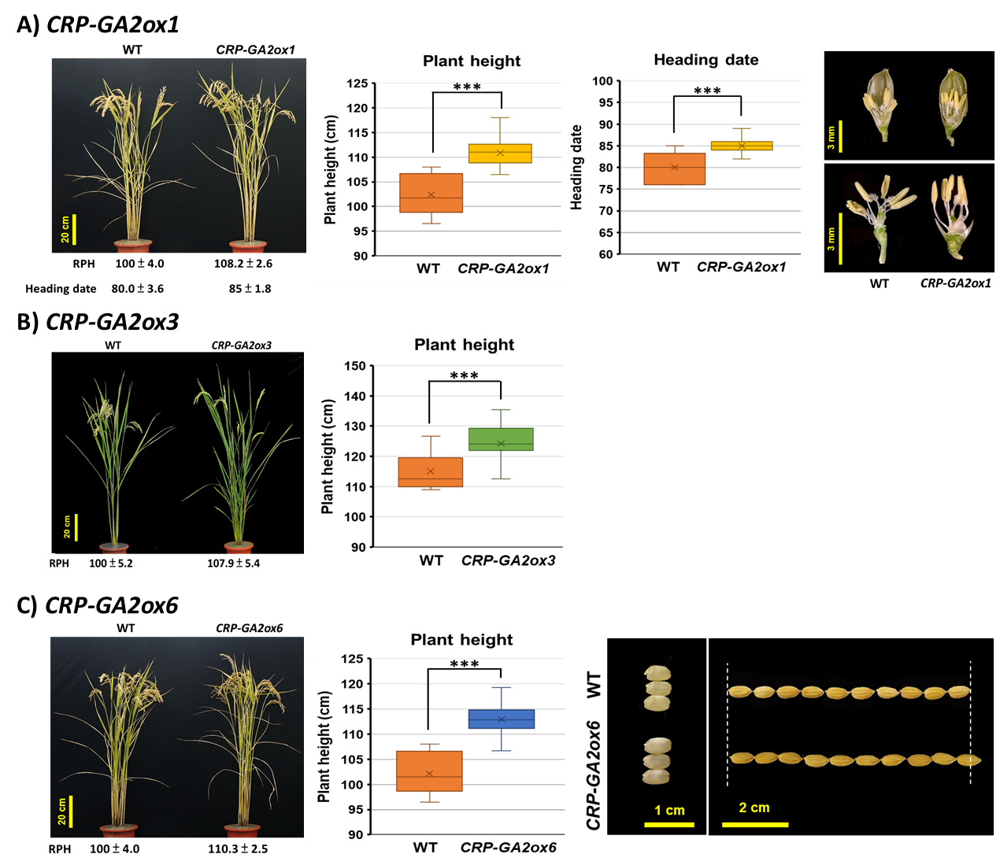 A) CRP-GA2ox1
WT CRP-GA2ox1
20 cm
RPH 100 ± 4.0 108.2 ± 2.6
Heading date 80.0 ± 3.6 85 ± 1.8
Plant height
Plant height (cm)
125
120
115
110
105
100
95
90
***
WT CRP-GA2ox1
Heading date
Heading date
100
95
90
85
80
75
70
65
60
***
WT CRP-GA2ox1
3 mm
3 mm
WT CRP-GA2ox1
B) CRP-GA2ox3
WT CRP-GA2ox3
20 cm
RPH 100 ± 5.2 107.9 ± 5.4
Plant height
Plant height (cm)
150
140
130
120
110
100
90
***
WT CRP-GA2ox3
C) CRP-GA2ox6
WT CRP-GA2ox6
20 cm
RPH 100 ± 4.0 110.3 ± 2.5
Plant height
Plant height (cm)
125
120
115
110
105
100
95
90
***
WT CRP-GA2ox6
WT
CRP-GA2ox6
1 cm
2 cm